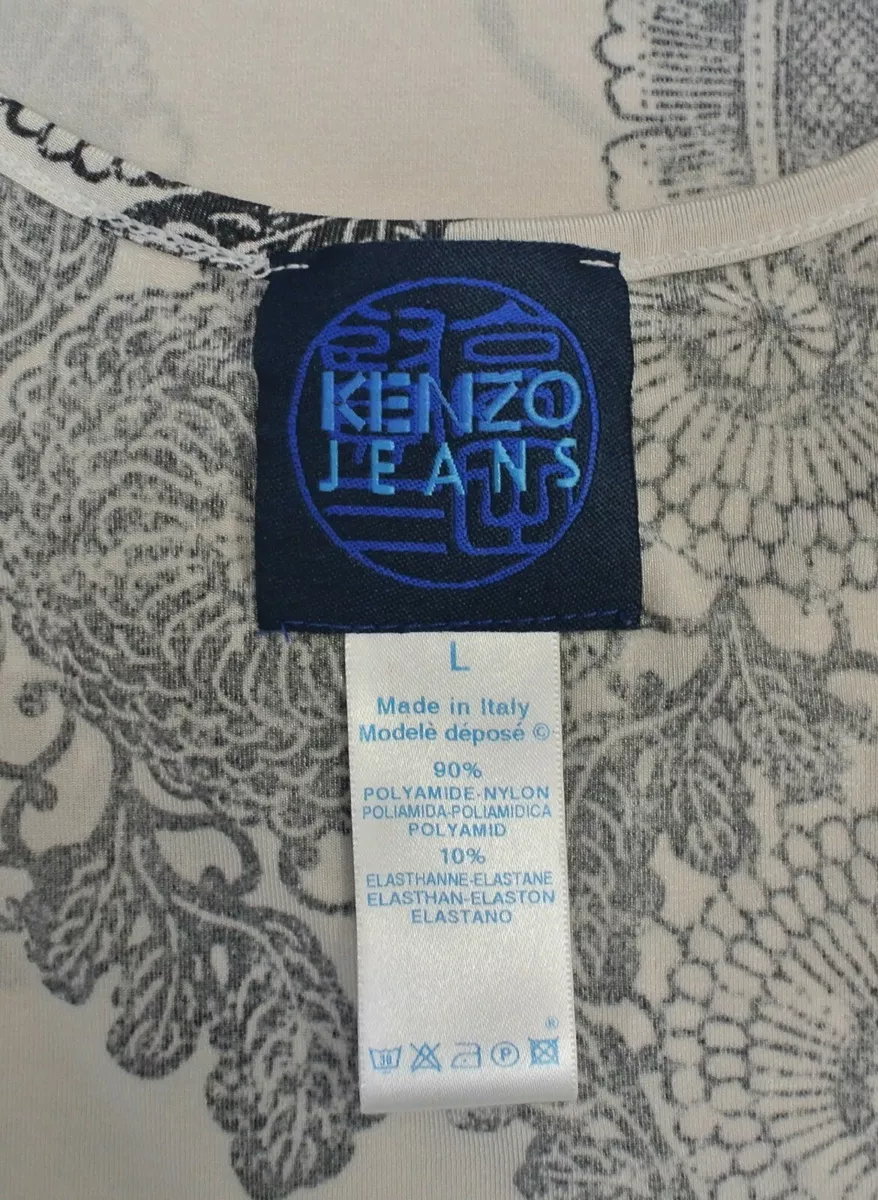 KENZO
JEANS
L
Made in Italy
Modelè déposé ©
90%
POLYAMIDE-NYLON
POLIAMIDA-POLIAMIDICA
POLYAMID
10%
ELASTHANNE-ELASTANE
ELASTHAN-ELASTON
ELASTANO
®
30
P